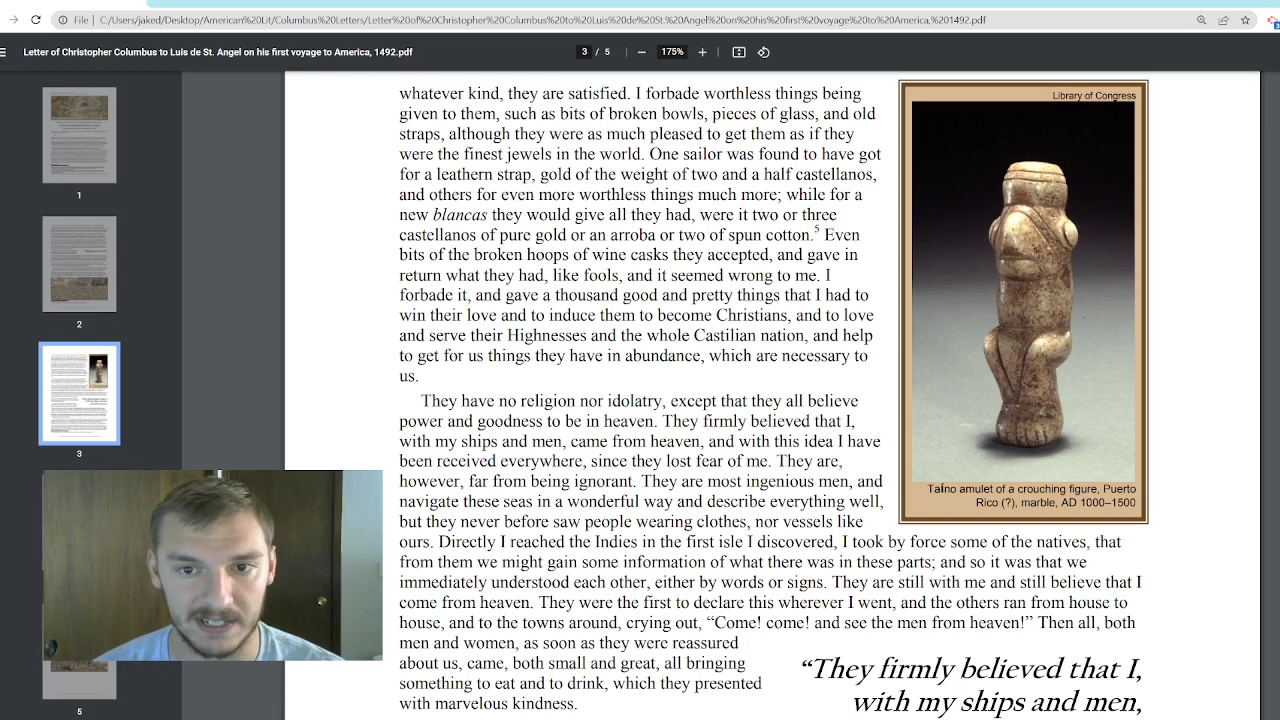 File | C:/Users/jaked/Desktop/American%20Lit/Columbus%20Letters/Letter%20of%20Christopher%20Columbus%20to%20Luis%20de%20St.%20Angel%20on%20his%20first%20voyage%20to%20America,%201492.pdf
Letter of Christopher Columbus to Luis de St. Angel on his first voyage to America, 1492.pdf
3 / 5
175%
1
2
3
5
whatever kind, they are satisfied. I forbade worthless things being
given to them, such as bits of broken bowls, pieces of glass, and old
straps, although they were as much pleased to get them as if they
were the finest jewels in the world. One sailor was found to have got
for a leathern strap, gold of the weight of two and a half castellanos,
and others for even more worthless things much more; while for a
new blancas they would give all they had, were it two or three
castellanos of pure gold or an arroba or two of spun cotton.5 Even
bits of the broken hoops of wine casks they accepted, and gave in
return what they had, like fools, and it seemed wrong to me. I
forbade it, and gave a thousand good and pretty things that I had to
win their love and to induce them to become Christians, and to love
and serve their Highnesses and the whole Castilian nation, and help
to get for us things they have in abundance, which are necessary to
us.
They have no religion nor idolatry, except that they all believe
power and goodness to be in heaven. They firmly believed that I,
with my ships and men, came from heaven, and with this idea I have
been received everywhere, since they lost fear of me. They are,
however, far from being ignorant. They are most ingenious men, and
navigate these seas in a wonderful way and describe everything well,
but they never before saw people wearing clothes, nor vessels like
ours. Directly I reached the Indies in the first isle I discovered, I took by force some of the natives, that
from them we might gain some information of what there was in these parts; and so it was that we
immediately understood each other, either by words or signs. They are still with me and still believe that I
come from heaven. They were the first to declare this wherever I went, and the others ran from house to
house, and to the towns around, crying out, “Come! come! and see the men from heaven!” Then all, both
men and women, as soon as they were reassured
about us, came, both small and great, all bringing
something to eat and to drink, which they presented
with marvelous kindness.
Library of Congress
Taíno amulet of a crouching figure, Puerto
Rico (?), marble, AD 1000–1500
“They firmly believed that I,
with my ships and men,